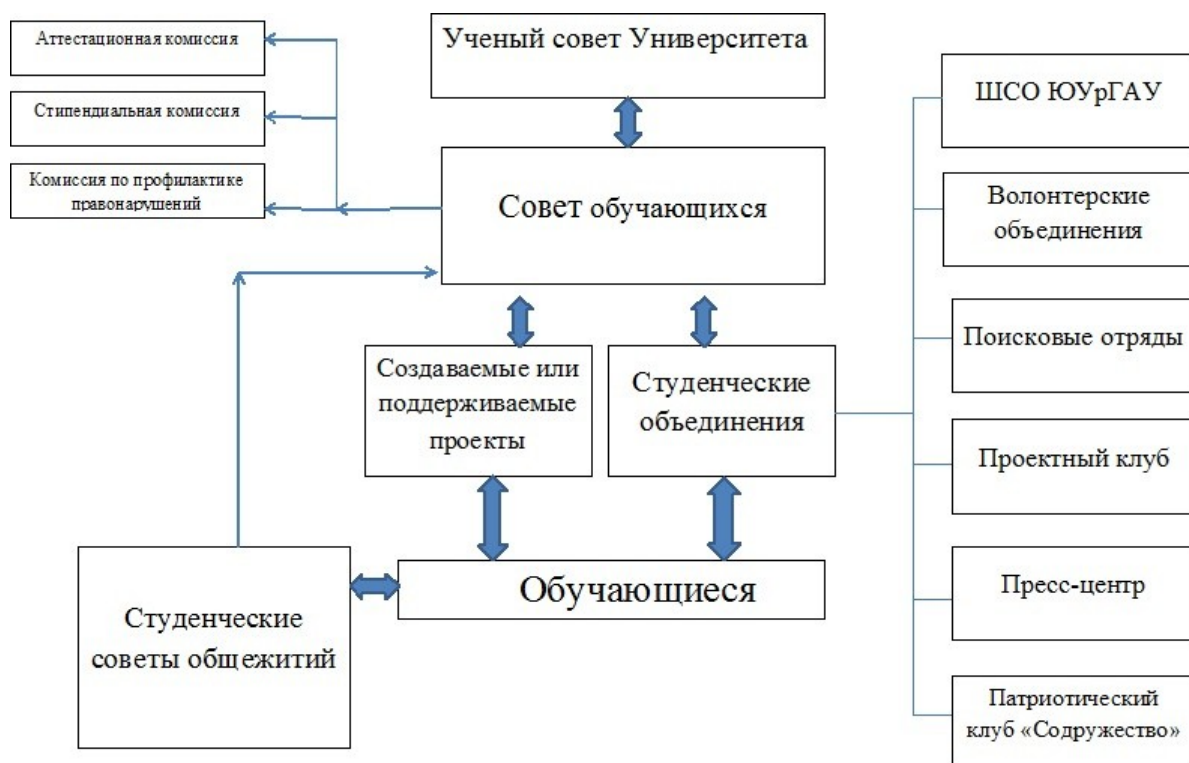 Аттестационная комиссия
Стипендиальная комиссия
Комиссия по профилактике
правонарушений
Ученый совет Университета
Совет обучающихся
Создаваемые или
поддерживаемые
проекты
Студенческие
объединения
Студенческие
советы общежитий
Обучающиеся
ШСО ЮУрГАУ
Волонтерские
объединения
Поисковые отряды
Проектный клуб
Пресс-центр
Патриотический
клуб «Содружество»